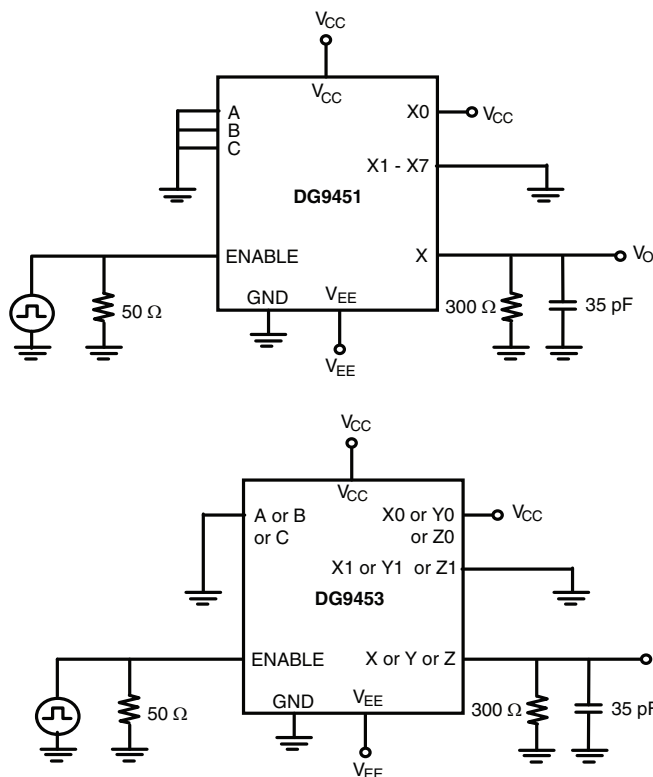 VCC
VCC
A
B
C
X0
VCC
X1 - X7
DG9451
ENABLE
X
VO
50 Ω
GND
VEE
300 Ω
35 pF
VEE
VCC
VCC
A or B
or C
X0 or Y0
or Z0
VCC
X1 or Y1 or Z1
DG9453
ENABLE
X or Y or Z
50 Ω
GND
VEE
300 Ω
35 pF
VEE